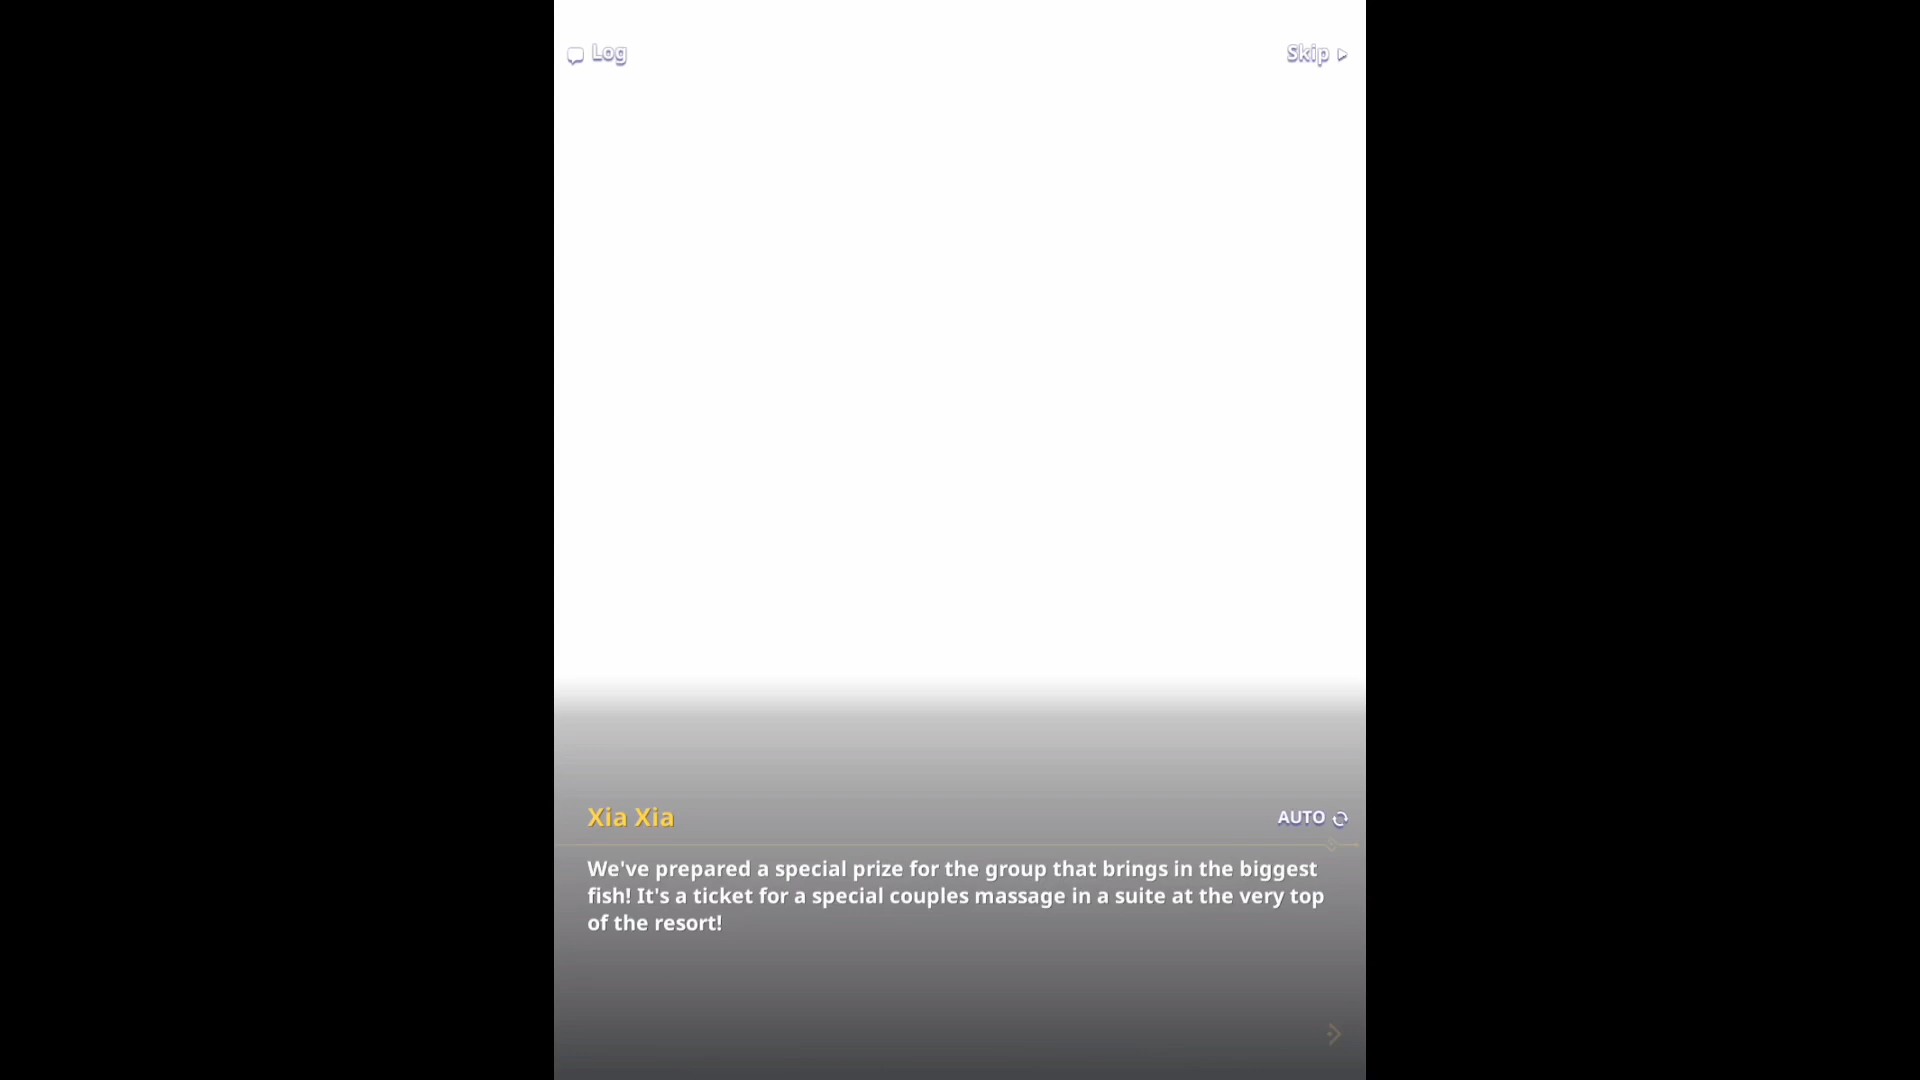 Log
Skip
Xia Xia
AUTO
We've prepared a special prize for the group that brings in the biggest
fish! It's a ticket for a special couples massage in a suite at the very top
of the resort!